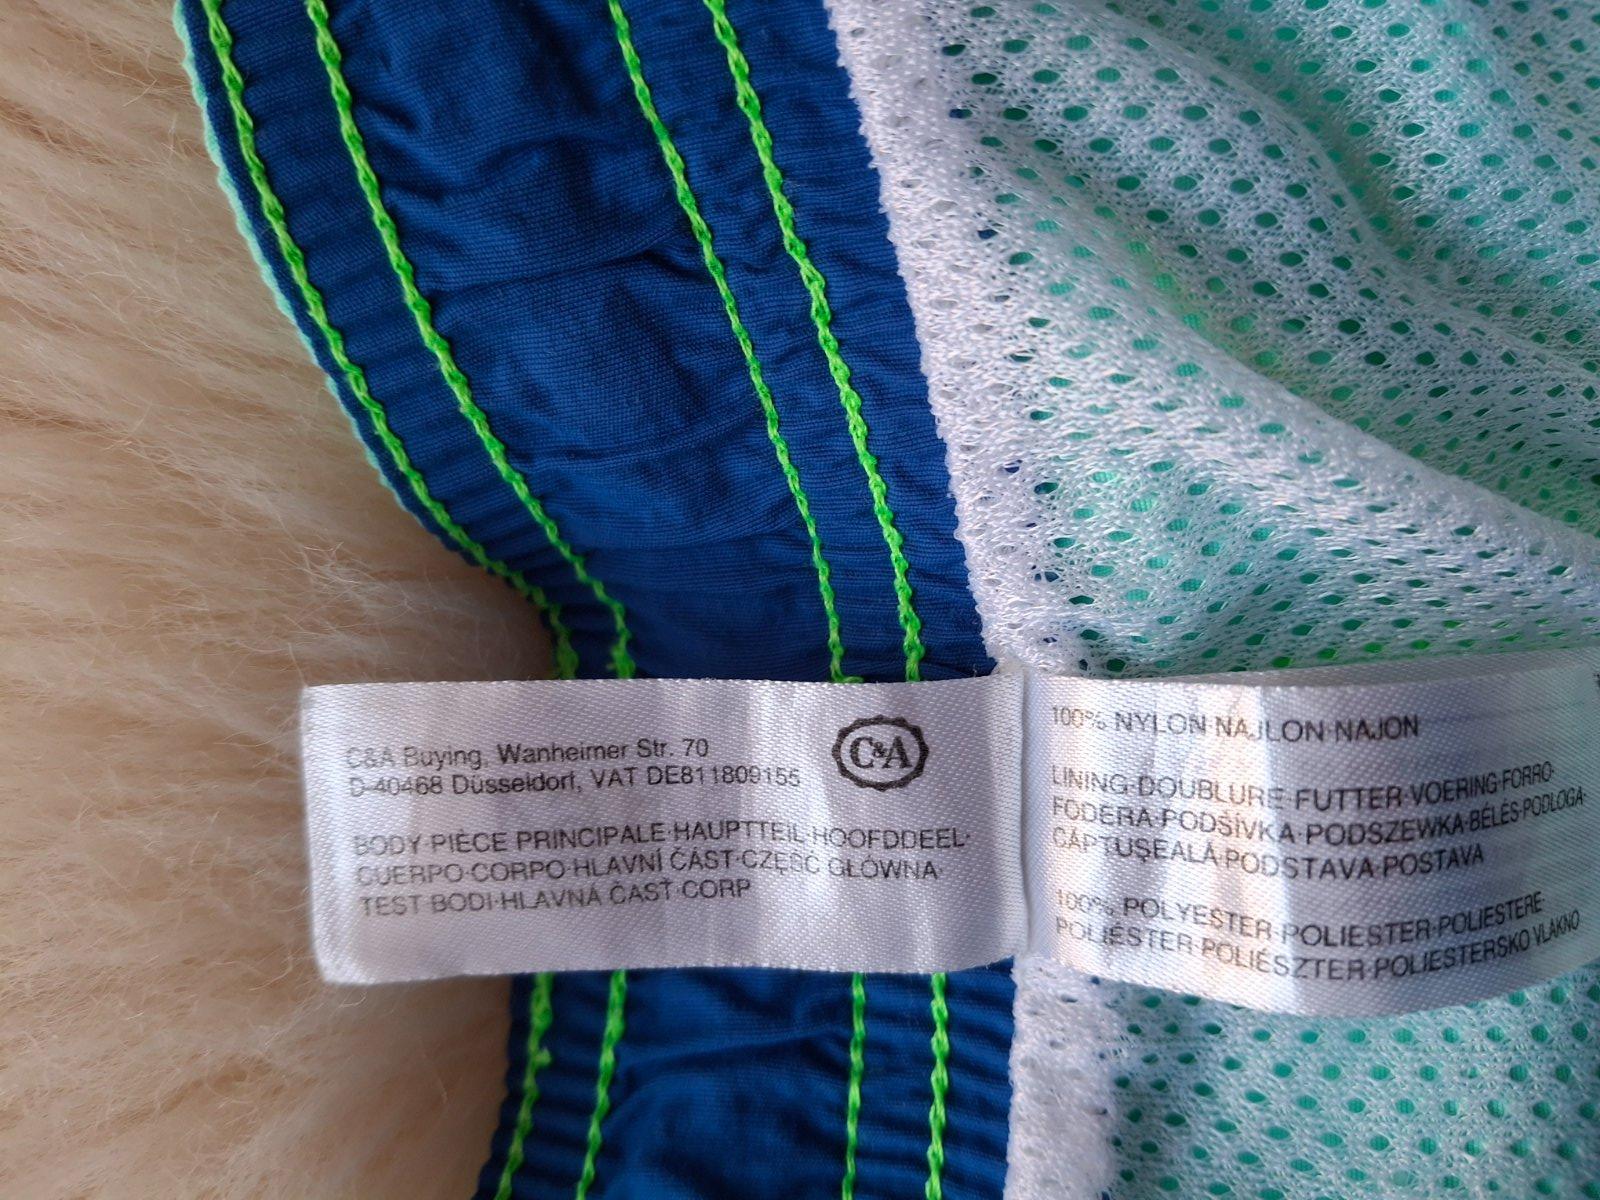 C&A Buying, Wanheimer Str. 70
D-40468 Düsseldorf, VAT DE811809155
C&A
BODY·PIÈCE PRINCIPALE·HAUPTTEIL·HOOFDDEEL·
CUERPO·CORPO·HLAVNÍ ČÁST·CZĘŚĆ GŁÓWNA·
TEST BODI·HLAVNÁ ČASŤ·CORP
100% NYLON·NAJLON·NAJON
LINING·DOUBLURE·FUTTER·VOERING·FORRO·
FODERA·PODŠÍVKA·PODSZEWKA·BÉLÉS·PODLOGA·
CĂPTUŞEALĂ·PODSTAVA·POSTAVA
100% POLYESTER·POLIESTER·POLIESTERE·
POLIÉSTER·POLIÉSZTER·POLIESTERSKO VLAKNO